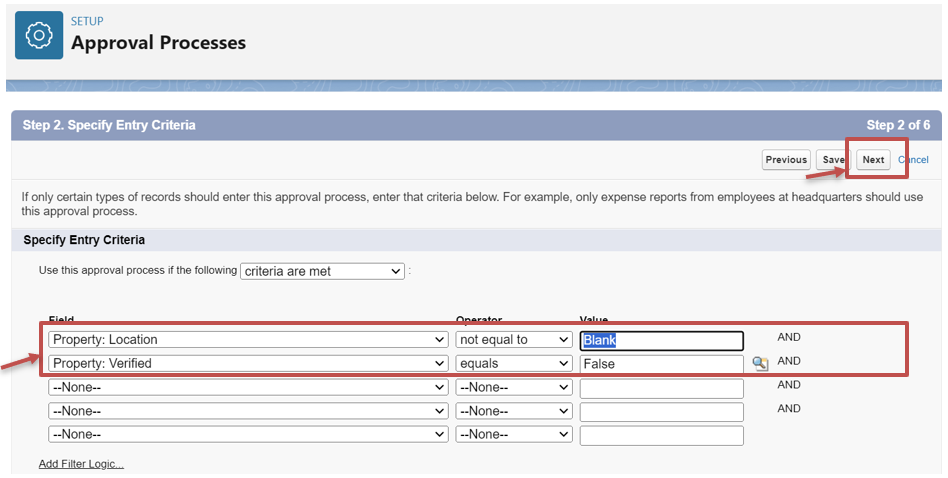 SETUP
Approval Processes
Step 2. Specify Entry Criteria Step 2 of 6
Previous Save Next Cancel
If only certain types of records should enter this approval process, enter that criteria below. For example, only expense reports from employees at headquarters should use
this approval process.
Specify Entry Criteria
Use this approval process if the following criteria are met :
Field Operator Value
Property: Location not equal to Blank AND
Property: Verified equals False AND
--None-- --None-- AND
--None-- --None-- AND
--None-- --None--
Add Filter Logic...